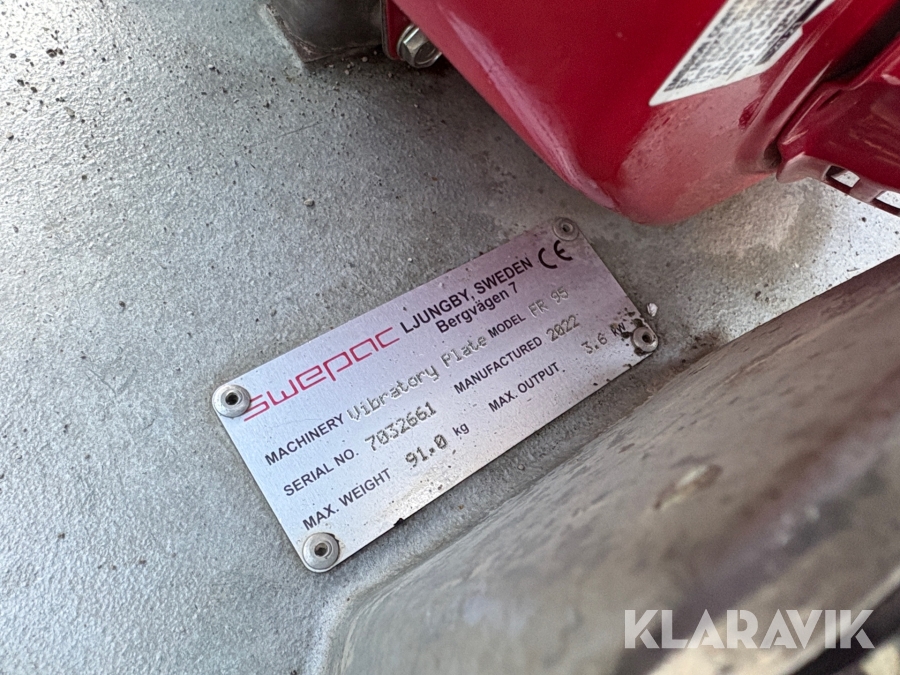 swepac LJUNGBY, SWEDEN CE
Bergvägen 7
MACHINERY Vibratory Plate MODEL FR 95
SERIAL NO. 7032661 MANUFACTURED 2022
MAX. WEIGHT 91.0 kg MAX. OUTPUT 3.6 kW
KLARAVIK